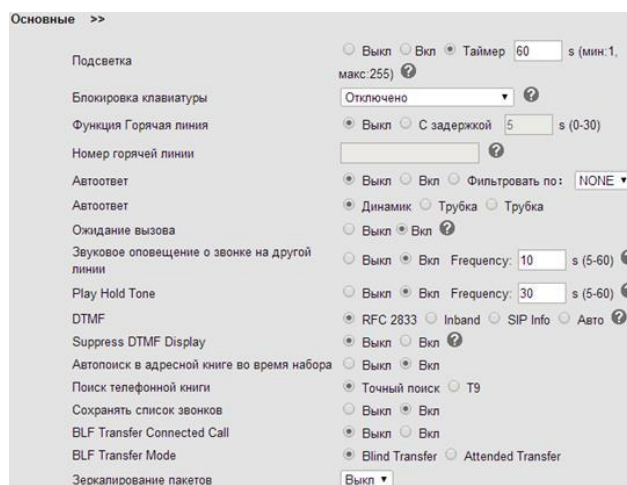 Основные >>
Подсветка Выкл Вкл Таймер 60 s (мин:1, макс:255) ?
Блокировка клавиатуры Отключено ?
Функция Горячая линия Выкл С задержкой 5 s (0-30)
Номер горячей линии ?
Автоответ Выкл Вкл Фильтровать по: NONE
Автоответ Динамик Трубка Трубка
Ожидание вызова Выкл Вкл ?
Звуковое оповещение о звонке на другой линии Выкл Вкл Frequency: 10 s (5-60) ?
Play Hold Tone Выкл Вкл Frequency: 30 s (5-60) ?
DTMF RFC 2833 Inband SIP Info Авто ?
Suppress DTMF Display Выкл Вкл ?
Автопоиск в адресной книге во время набора Выкл Вкл
Поиск телефонной книги Точный поиск T9
Сохранять список звонков Выкл Вкл
BLF Transfer Connected Call Выкл Вкл
BLF Transfer Mode Blind Transfer Attended Transfer
Зеркалирование пакетов Выкл